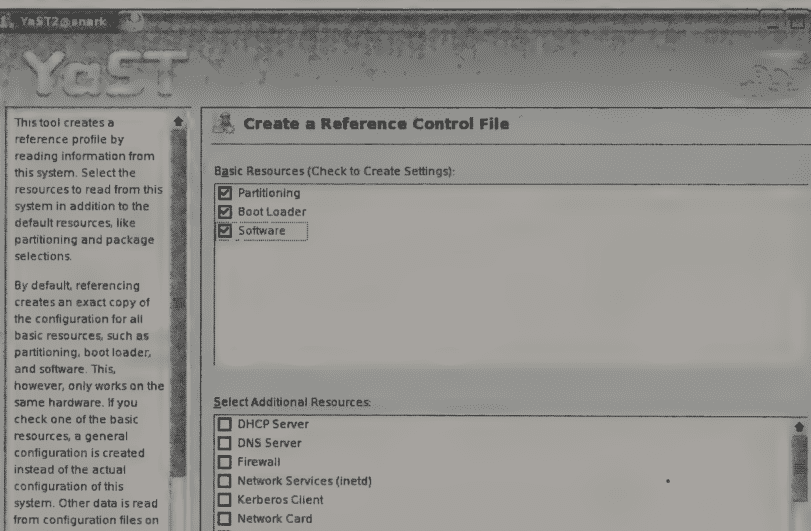 YaST2@snark
YaST
This tool creates a
reference profile by
reading information from
this system. Select the
resources to read from this
system in addition to the
default resources, like
partitioning and package
selections.
By default, referencing
creates an exact copy of
the configuration for all
basic resources, such as
partitioning, boot loader,
and software. This,
however, only works on the
same hardware. If you
check one of the basic
resources, a general
configuration is created
instead of the actual
configuration of this
system. Other data is read
from configuration files on
Create a Reference Control File
Basic Resources (Check to Create Settings):
Partitioning
Boot Loader
Software
Select Additional Resources:
DHCP Server
DNS Server
Firewall
Network Services (inetd)
Kerberos Client
Network Card